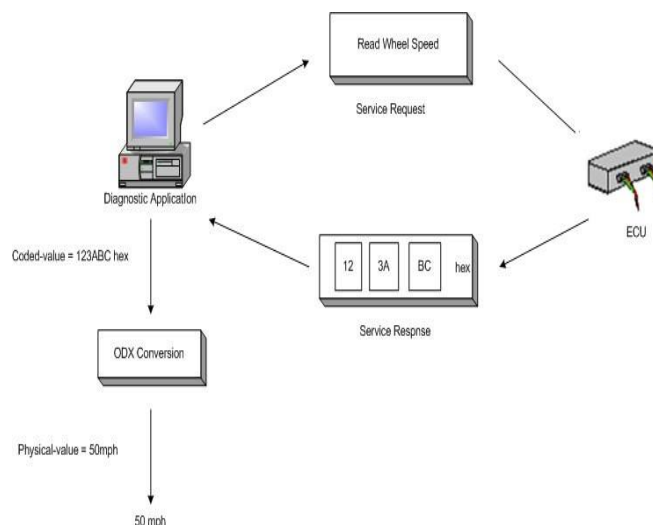 Read Wheel Speed
Service Request
Diagnostic Application
ECU
Coded-value = 123ABC hex
12 3A BC hex
Service Respnse
ODX Conversion
Physical-value = 50mph
50 mph